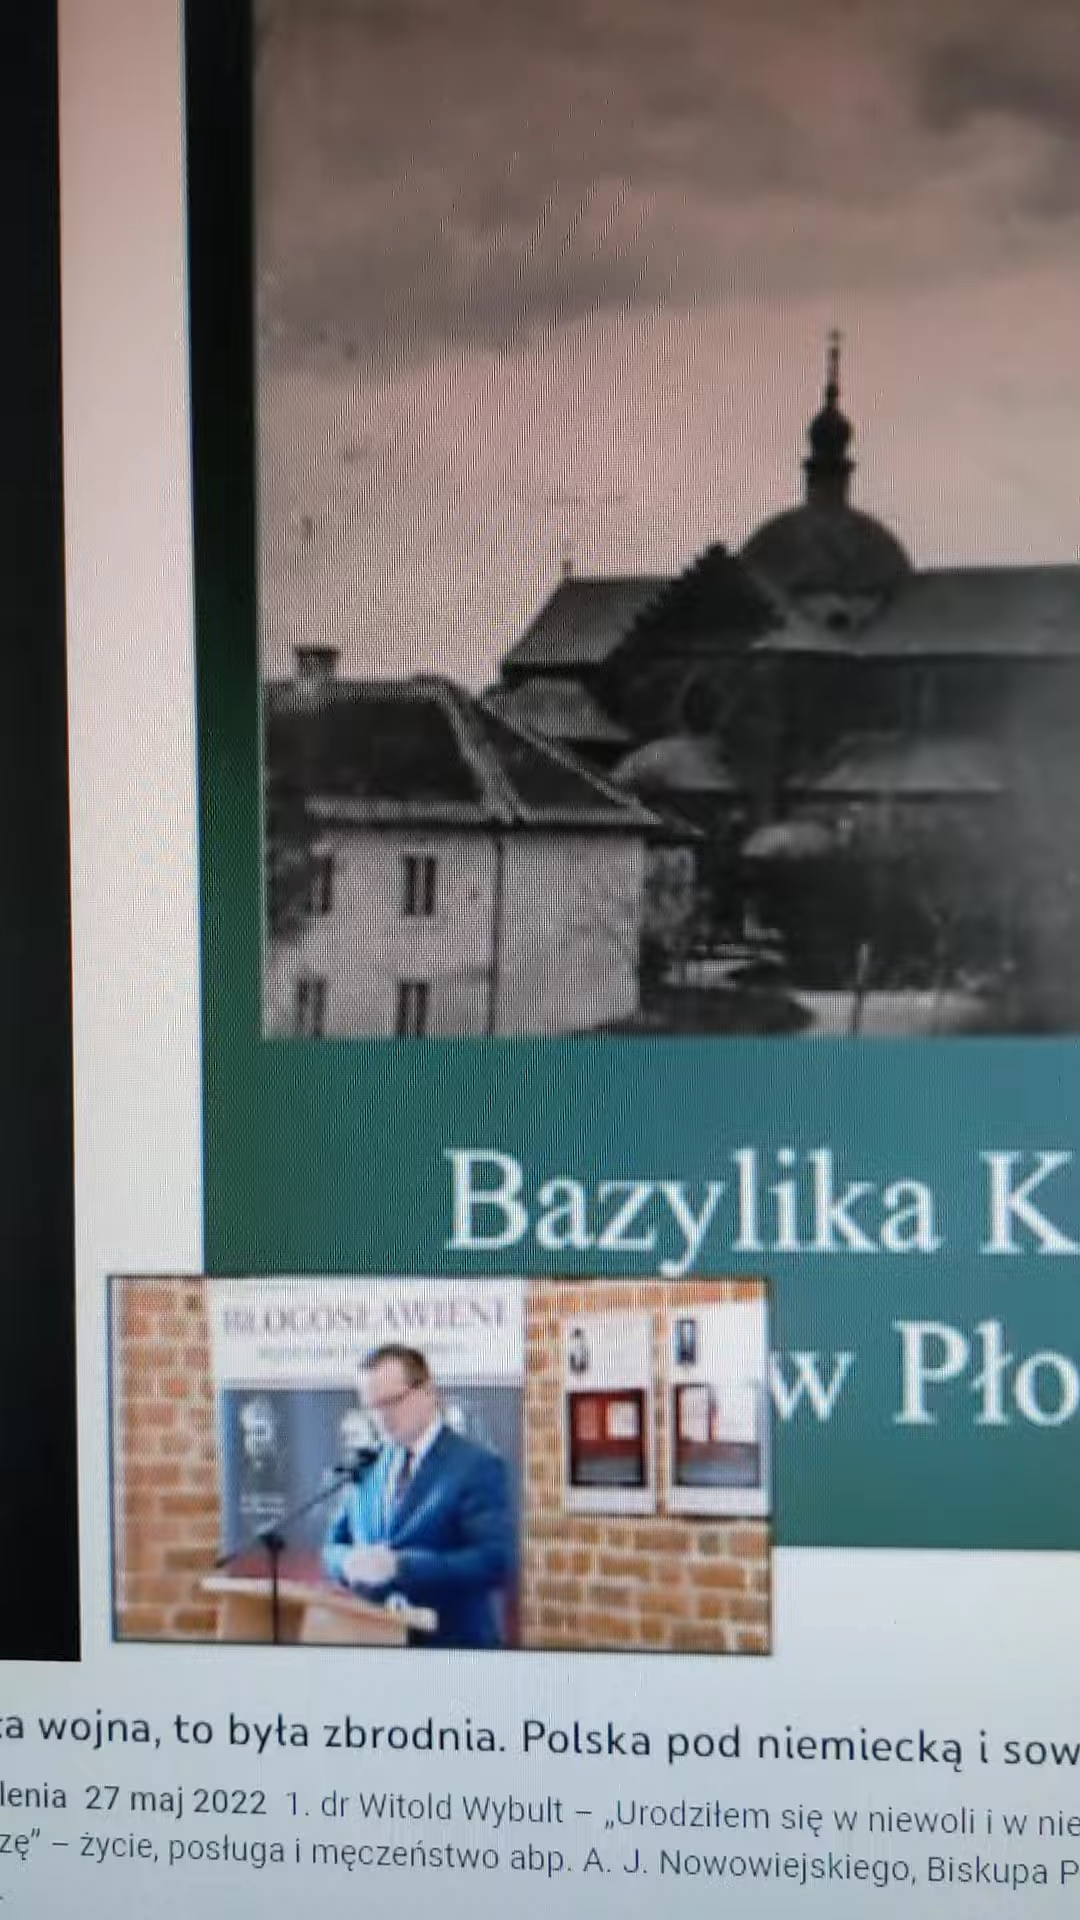 Bazylika K
w Pło
BŁOGOSŁAWIENI
a wojna, to była zbrodnia. Polska pod niemiecką i sow
lenia 27 maj 2022 1. dr Witold Wybult – „Urodziłem się w niewoli i w nie
zę” – życie, posługa i męczeństwo abp. A. J. Nowowiejskiego, Biskupa P